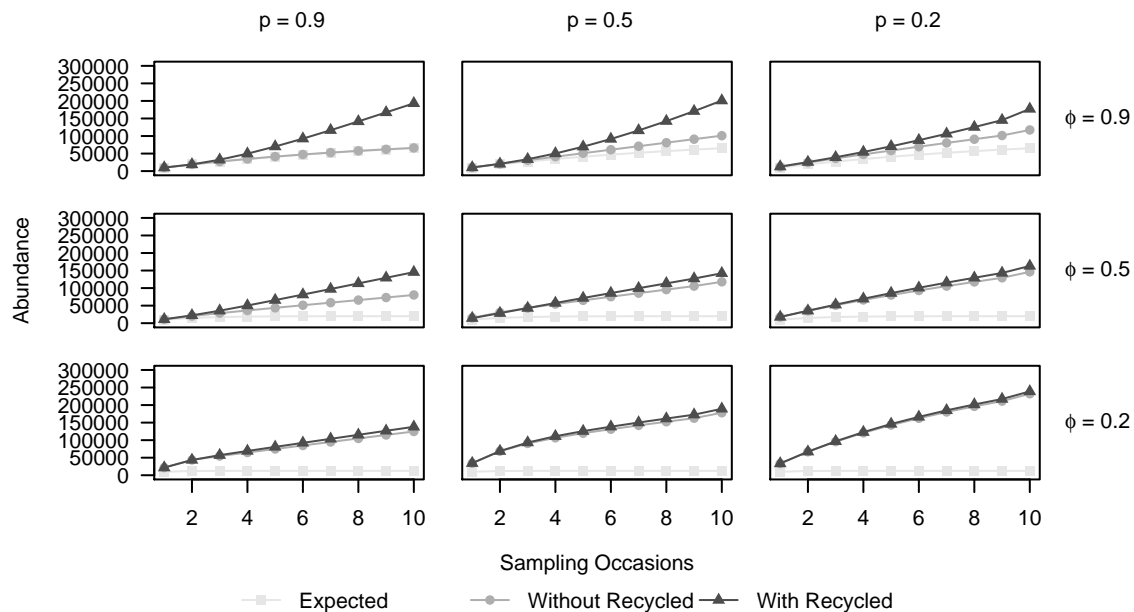 p = 0.9 p = 0.5 p = 0.2
300000
250000
200000
150000
100000
50000
0
ϕ = 0.9
300000
250000
200000
150000
100000
50000
0
ϕ = 0.5
300000
250000
200000
150000
100000
50000
0
ϕ = 0.2
Abundance
2 4 6 8 10 2 4 6 8 10 2 4 6 8 10
Sampling Occasions
Expected Without Recycled With Recycled